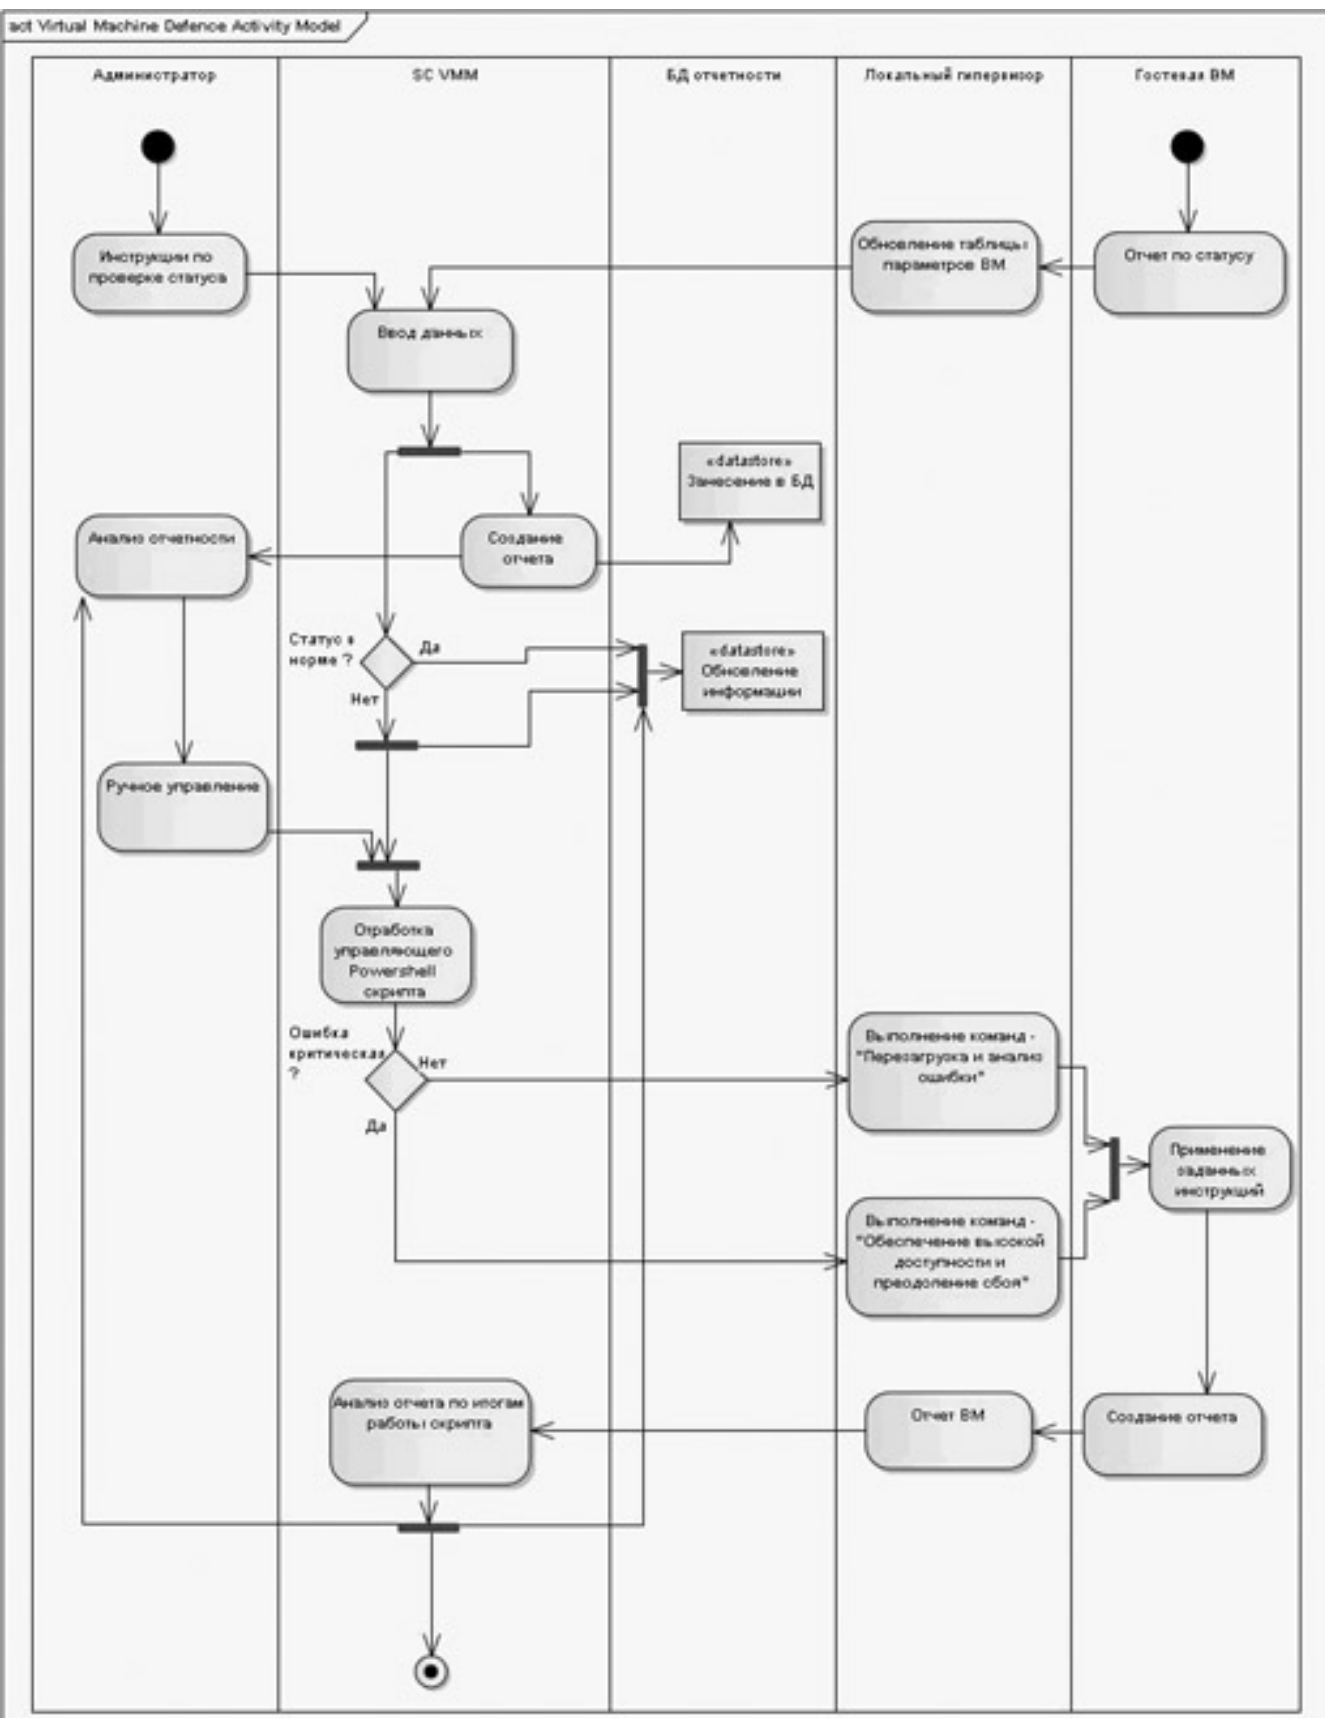 act Virtual Machine Defence Activity Model
Администратор
SC VMM
БД отчетности
Локальный гипервизор
Гостевая ВМ
Инструкции по
проверке статуса
Обновление таблицы
параметров ВМ
Отчет по статусу
Ввод данных
«datastore»
Занесение в БД
Анализ отчетности
Создание
отчета
Статус в
норме ?
Да
Нет
«datastore»
Обновление
информации
Ручное управление
Отработка
управляющего
Powershell
скрипта
Ошибка
критическая
?
Нет
Да
Выполнение команд -
"Перезагрузка и анализ
ошибки"
Применение
заданных
инструкций
Выполнение команд -
"Обеспечение высокой
доступности и
преодоление сбоя"
Анализ отчета по итогам
работы скрипта
Отчет ВМ
Создание отчета